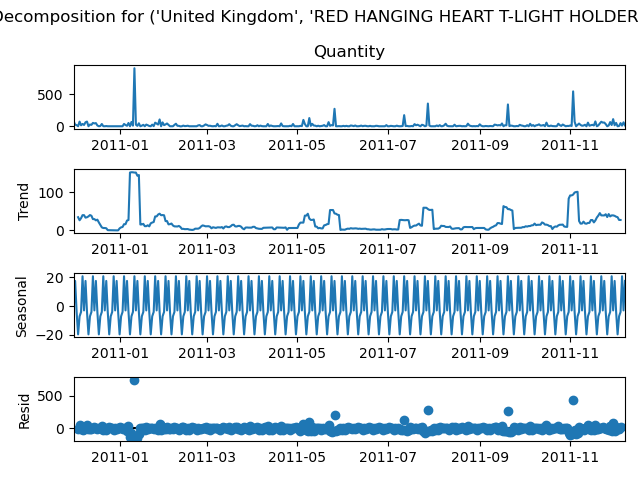 Decomposition for ('United Kingdom', 'RED HANGING HEART T-LIGHT HOLDER
Quantity
500
0
2011-01 2011-03 2011-05 2011-07 2011-09 2011-11
Trend
100
0
2011-01 2011-03 2011-05 2011-07 2011-09 2011-11
Seasonal
20
0
−20
2011-01 2011-03 2011-05 2011-07 2011-09 2011-11
Resid
500
0
2011-01 2011-03 2011-05 2011-07 2011-09 2011-11